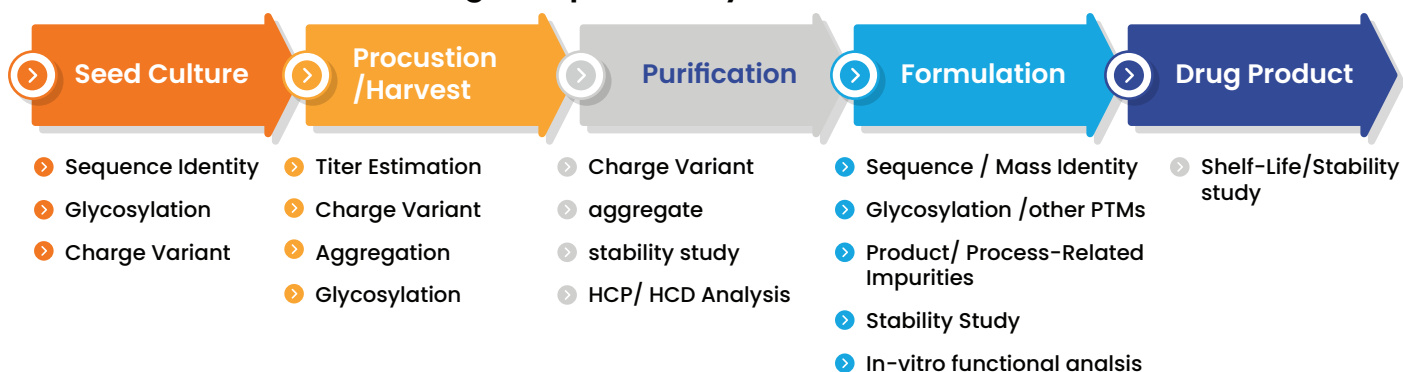 Seed Culture
Procustion
/Harvest
Purification
Formulation
Drug Product
Sequence Identity
Glycosylation
Charge Variant
Titer Estimation
Charge Variant
Aggregation
Glycosylation
Charge Variant
aggregate
stability study
HCP/ HCD Analysis
Sequence / Mass Identity
Glycosylation /other PTMs
Product/ Process-Related
Impurities
Stability Study
In-vitro functional analsis
Shelf-Life/Stability
study